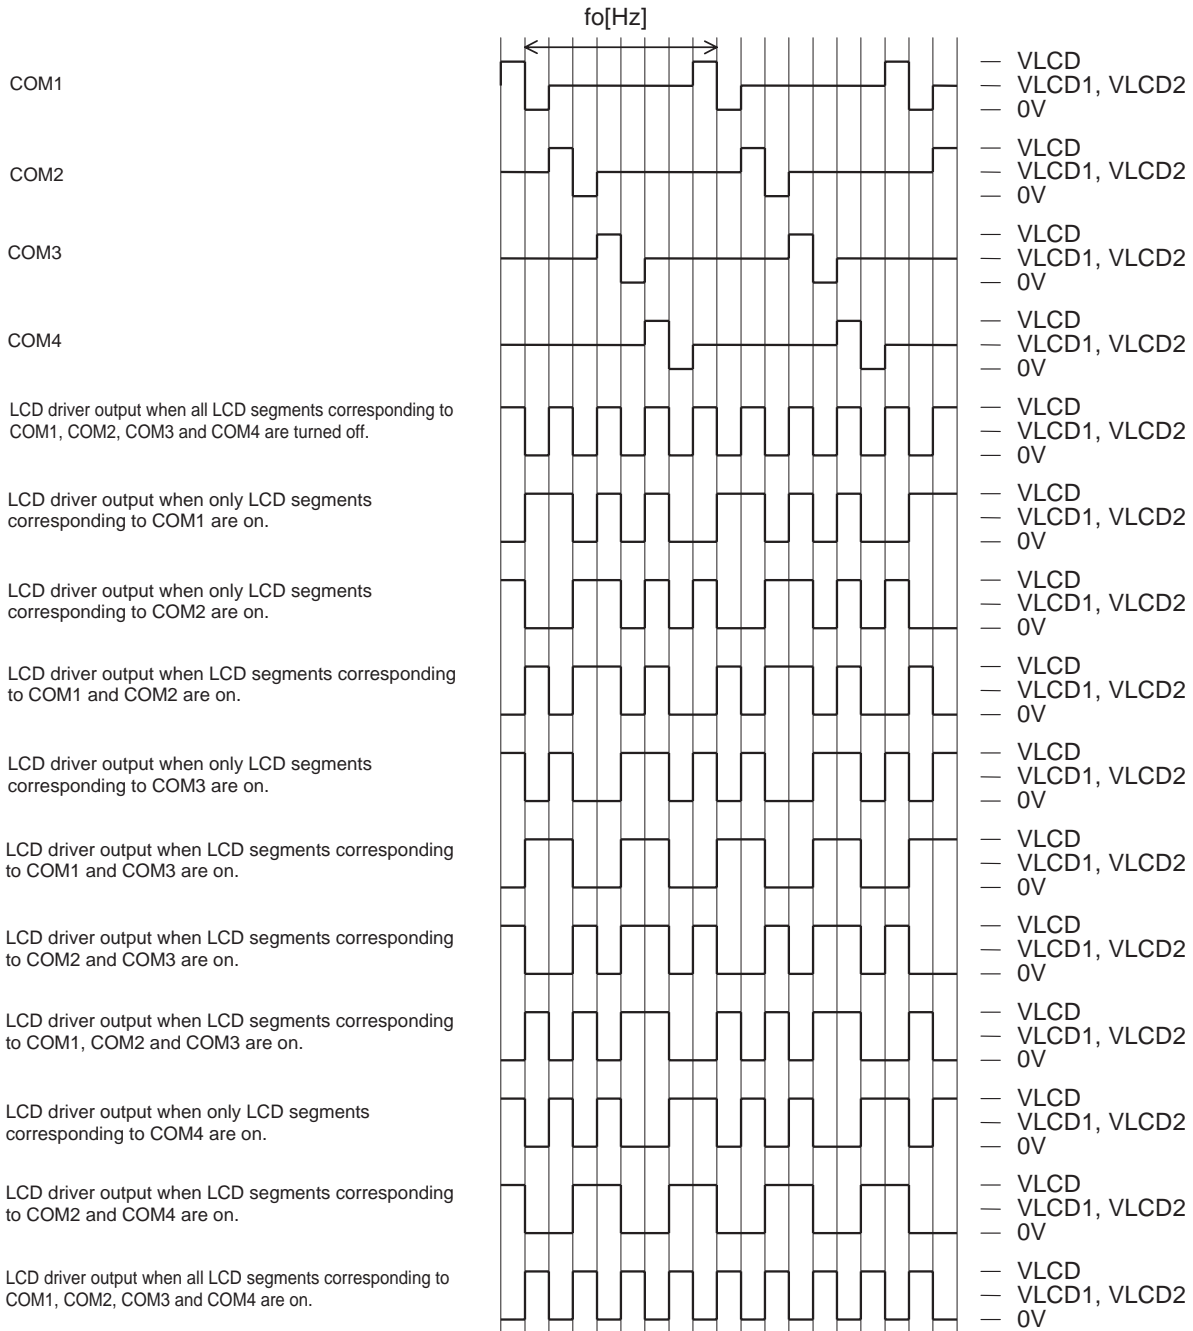 fo[Hz]
COM1
VLCD
VLCD1, VLCD2
0V
COM2
VLCD
VLCD1, VLCD2
0V
COM3
VLCD
VLCD1, VLCD2
0V
COM4
VLCD
VLCD1, VLCD2
0V
LCD driver output when all LCD segments corresponding to
COM1, COM2, COM3 and COM4 are turned off.
VLCD
VLCD1, VLCD2
0V
LCD driver output when only LCD segments
corresponding to COM1 are on.
VLCD
VLCD1, VLCD2
0V
LCD driver output when only LCD segments
corresponding to COM2 are on.
VLCD
VLCD1, VLCD2
0V
LCD driver output when LCD segments corresponding
to COM1 and COM2 are on.
VLCD
VLCD1, VLCD2
0V
LCD driver output when only LCD segments
corresponding to COM3 are on.
VLCD
VLCD1, VLCD2
0V
LCD driver output when LCD segments corresponding
to COM1 and COM3 are on.
VLCD
VLCD1, VLCD2
0V
LCD driver output when LCD segments corresponding
to COM2 and COM3 are on.
VLCD
VLCD1, VLCD2
0V
LCD driver output when LCD segments corresponding
to COM1, COM2 and COM3 are on.
VLCD
VLCD1, VLCD2
0V
LCD driver output when only LCD segments
corresponding to COM4 are on.
VLCD
VLCD1, VLCD2
0V
LCD driver output when LCD segments corresponding
to COM2 and COM4 are on.
VLCD
VLCD1, VLCD2
0V
LCD driver output when all LCD segments corresponding to
COM1, COM2, COM3 and COM4 are on.
VLCD
VLCD1, VLCD2
0V